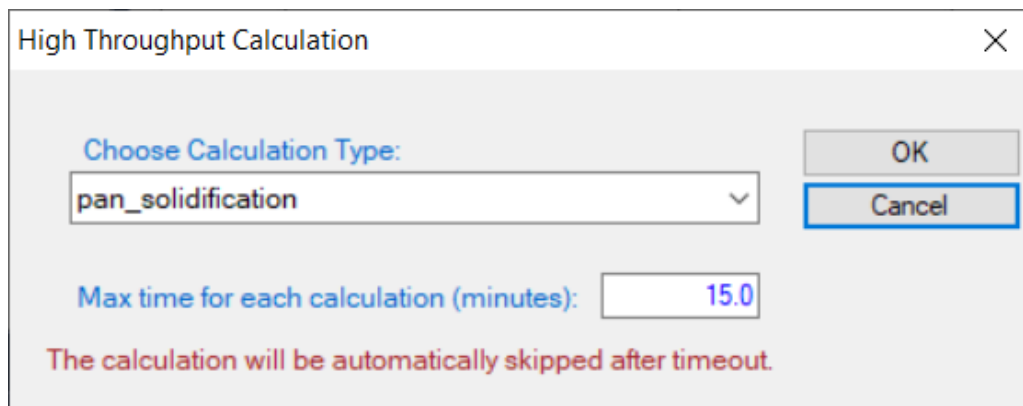 High Throughput Calculation
Choose Calculation Type:
OK
pan_solidification
Cancel
Max time for each calculation (minutes): 15.0
The calculation will be automatically skipped after timeout.